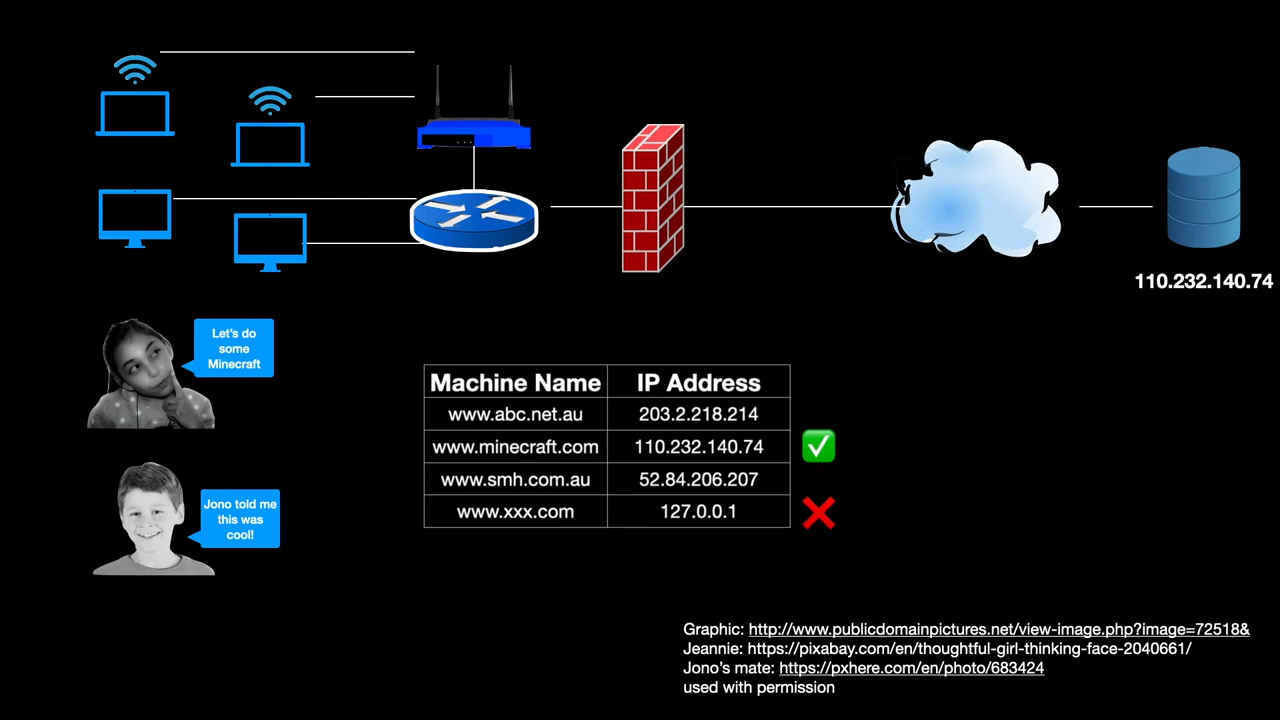 110.232.140.74
Let's do
some
Minecraft
Jono told me
this was
cool!
Machine Name IP Address
www.abc.net.au 203.2.218.214
www.minecraft.com 110.232.140.74
www.smh.com.au 52.84.206.207
www.xxx.com 127.0.0.1
Graphic: http://www.publicdomainpictures.net/view-image.php?image=72518&
Jeannie: https://pixabay.com/en/thoughtful-girl-thinking-face-2040661/
Jono's mate: https://pxhere.com/en/photo/683424
used with permission